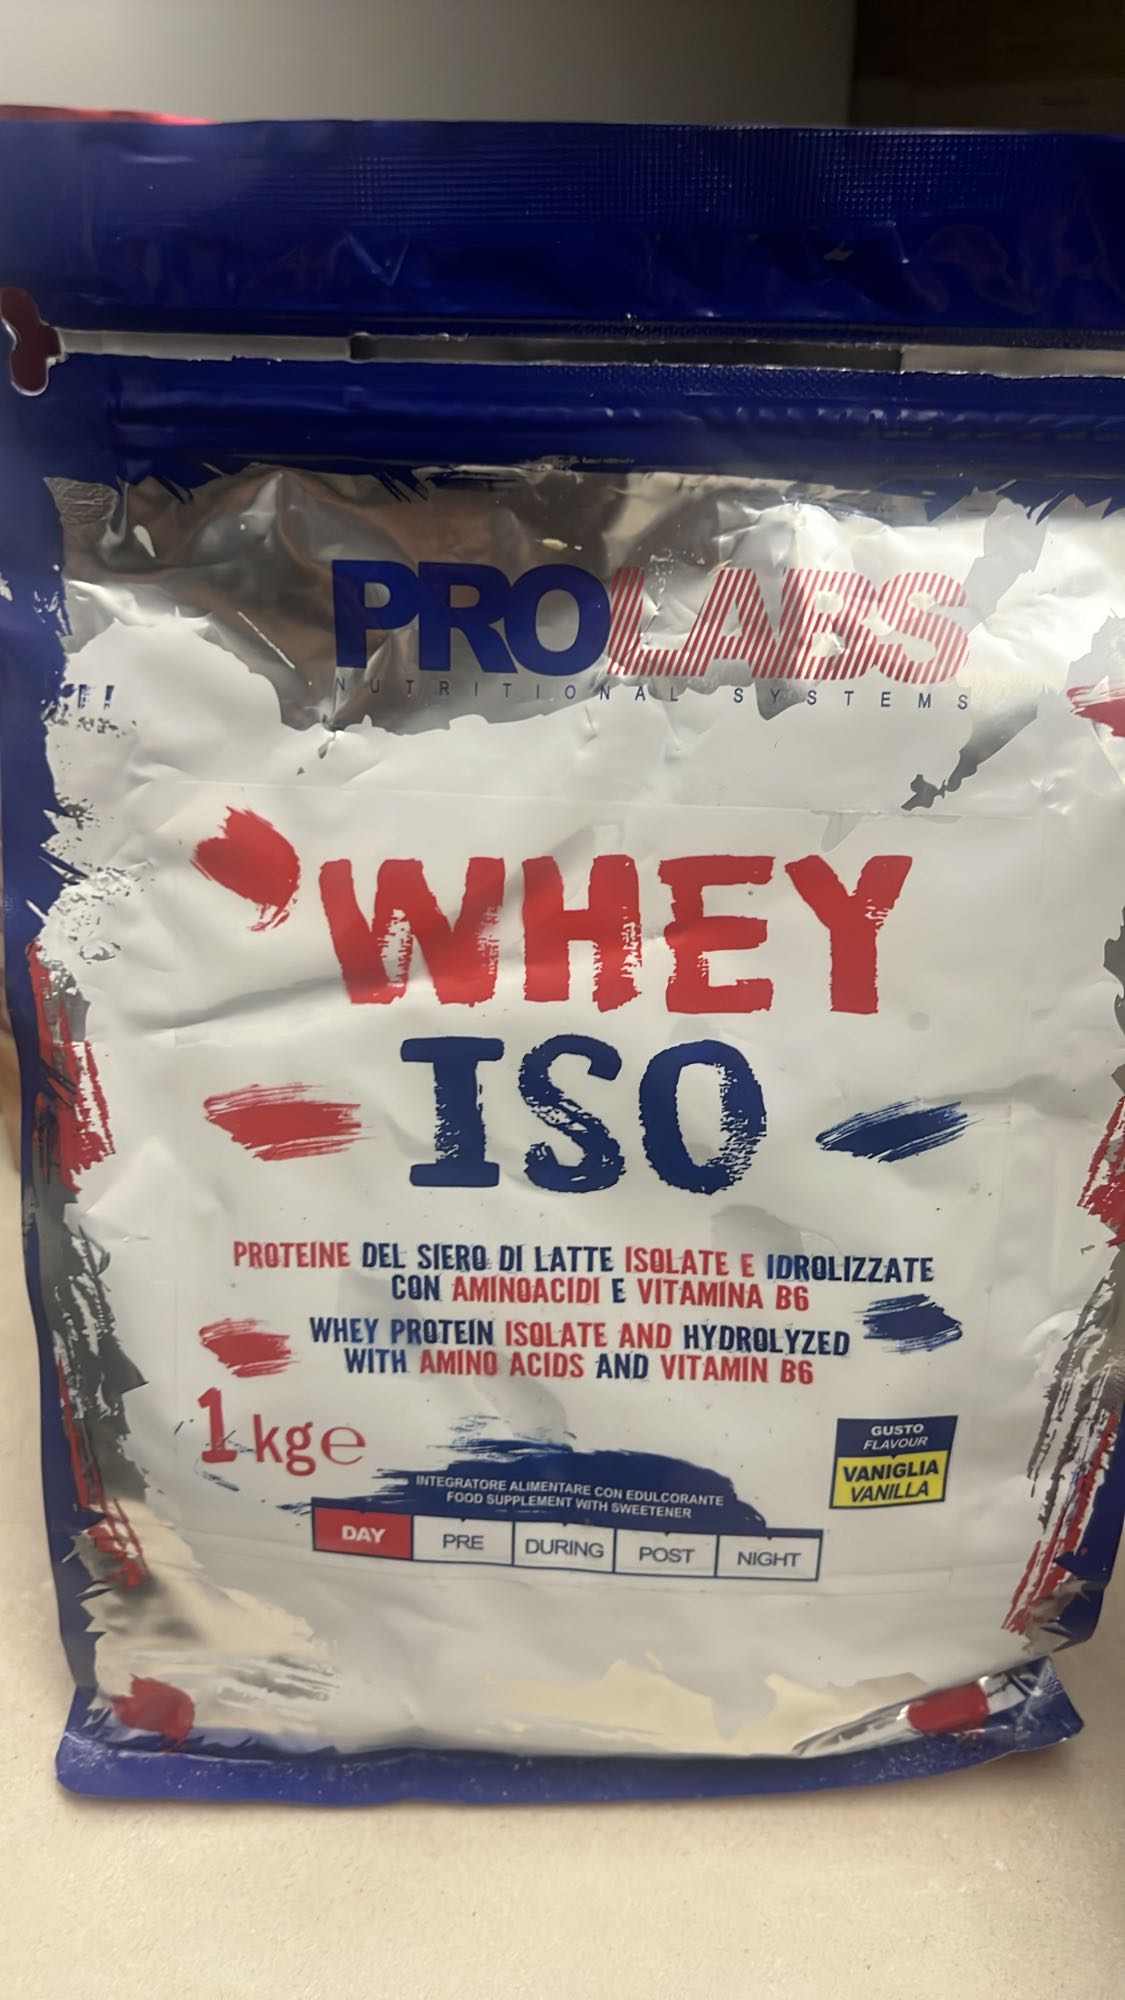 PROLABS
NUTRITIONAL SYSTEMS
WHEY
ISO
PROTEINE DEL SIERO DI LATTE ISOLATE E IDROLIZZATE
CON AMINOACIDI E VITAMINA B6
WHEY PROTEIN ISOLATE AND HYDROLYZED
WITH AMINO ACIDS AND VITAMIN B6
1 kg℮
GUSTO
FLAVOUR
VANIGLIA
VANILLA
INTEGRATORE ALIMENTARE CON EDULCORANTE
FOOD SUPPLEMENT WITH SWEETENER
DAY PRE DURING POST NIGHT